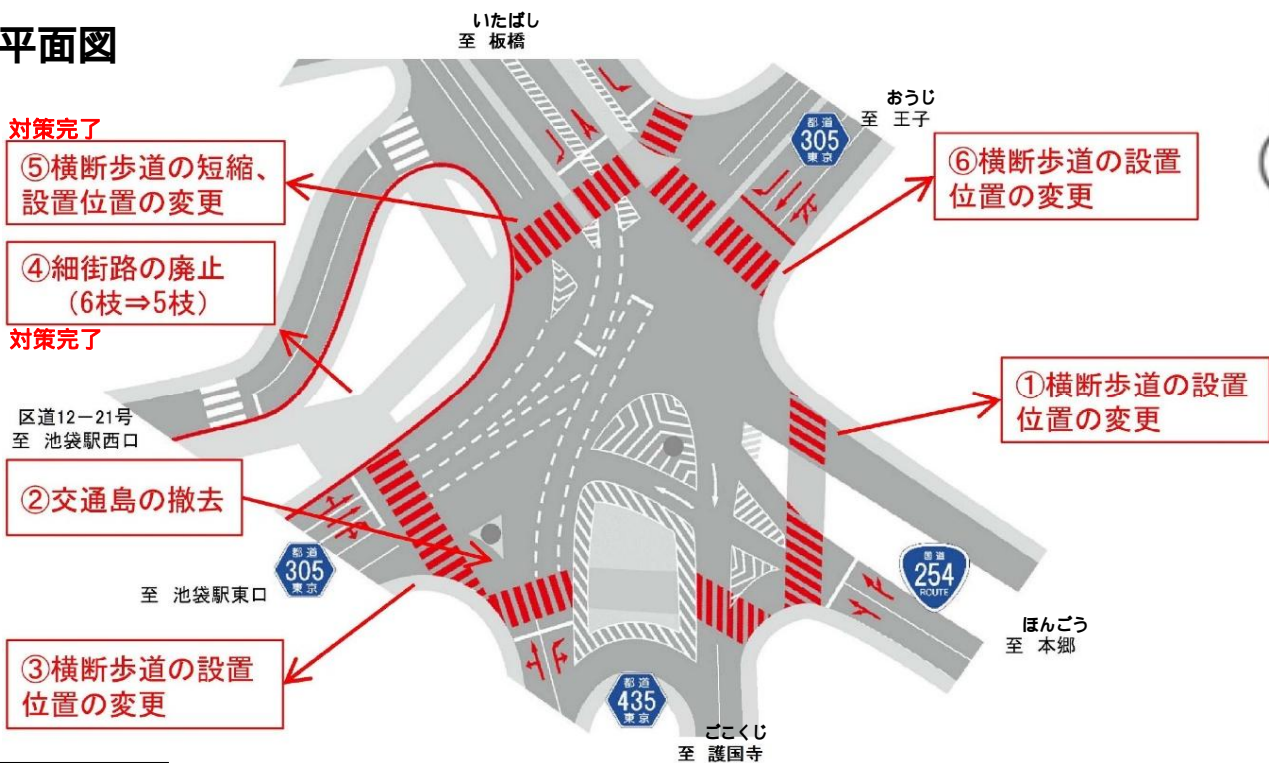 平面図
いたばし
至 板橋
おうじ
至 王子
都道
305
東京
対策完了
⑤横断歩道の短縮、
設置位置の変更
⑥横断歩道の設置
位置の変更
④細街路の廃止
(6枝⇒5枝)
対策完了
①横断歩道の設置
位置の変更
区道12-21号
至 池袋駅西口
②交通島の撤去
都道
305
東京
至 池袋駅東口
国道
254
ROUTE
ほんごう
至 本郷
③横断歩道の設置
位置の変更
都道
435
東京
ごこくじ
至 護国寺